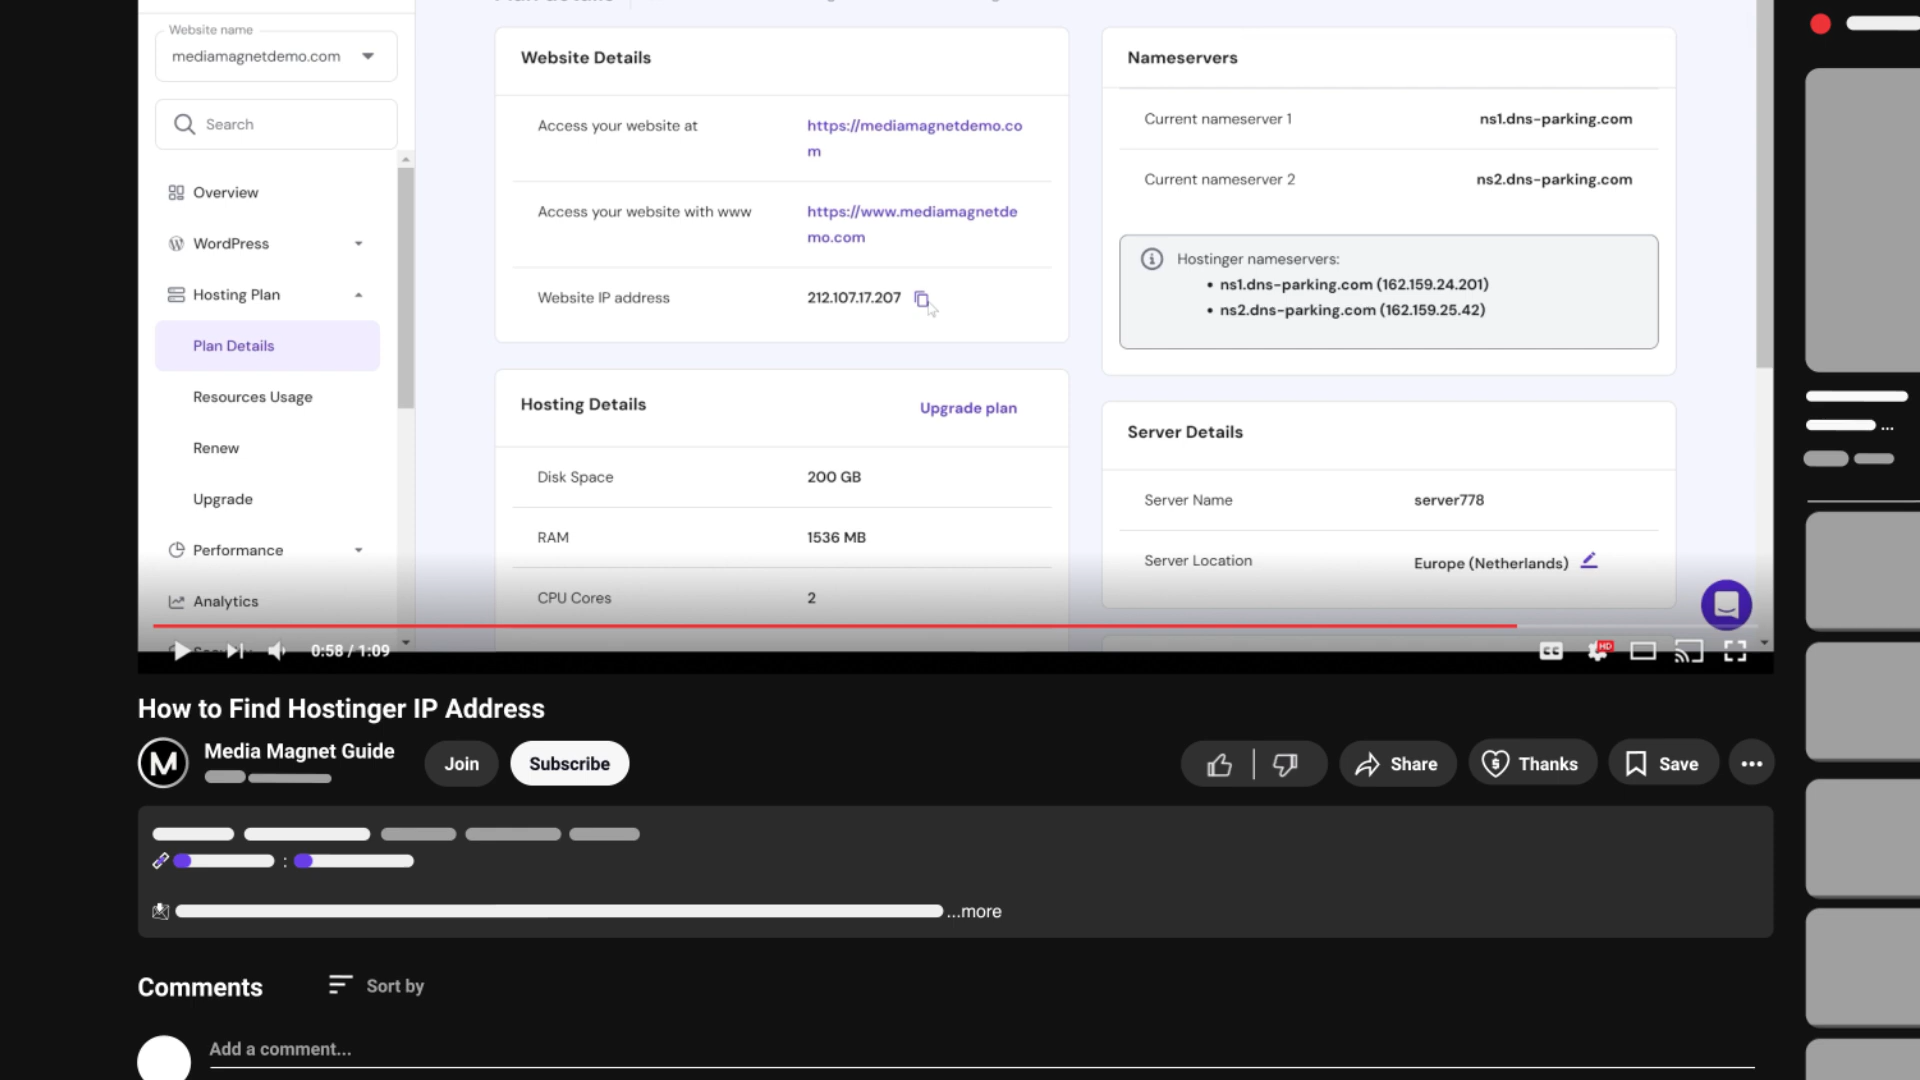 Website name
mediamagnetdemo.com
Search
Overview
WordPress
Hosting Plan
Plan Details
Resources Usage
Renew
Upgrade
Performance
Analytics
Website Details
Access your website at
https://mediamagnetdemo.co
m
Access your website with www
https://www.mediamagnetde
mo.com
Website IP address
212.107.17.207
Hosting Details
Upgrade plan
Disk Space
200 GB
RAM
1536 MB
CPU Cores
2
Nameservers
Current nameserver 1
ns1.dns-parking.com
Current nameserver 2
ns2.dns-parking.com
Hostinger nameservers:
• ns1.dns-parking.com (162.159.24.201)
• ns2.dns-parking.com (162.159.25.42)
Server Details
Server Name
server778
Server Location
Europe (Netherlands)
0:58 / 1:09
CC
HD
How to Find Hostinger IP Address
M
Media Magnet Guide
Join
Subscribe
Share
Thanks
Save
...more
Comments
Sort by
Add a comment...
...